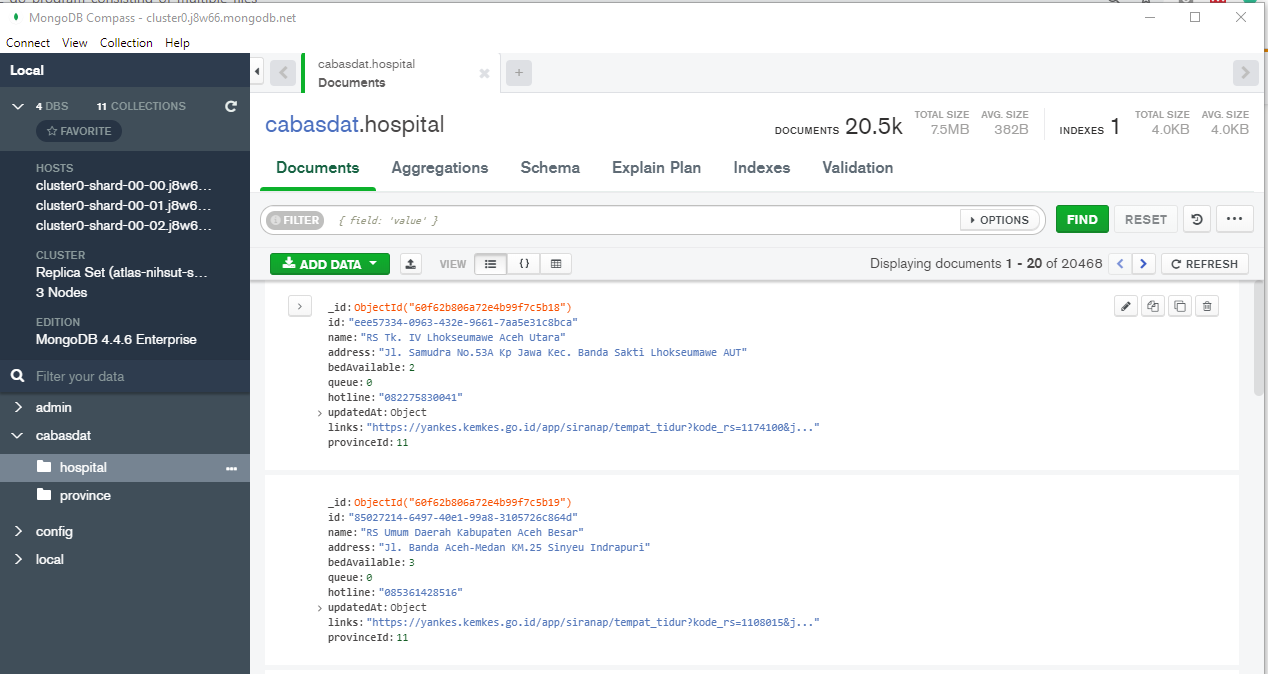 go program consisting of multiple files
MongoDB Compass - cluster0.j8w66.mongodb.net
Connect View Collection Help
Local
4 DBS 11 COLLECTIONS
FAVORITE
HOSTS
cluster0-shard-00-00.j8w6...
cluster0-shard-00-01.j8w6...
cluster0-shard-00-02.j8w6...
CLUSTER
Replica Set (atlas-nihsut-s...
3 Nodes
EDITION
MongoDB 4.4.6 Enterprise
Filter your data
admin
cabasdat
hospital
province
config
local
cabasdat.hospital
Documents
cabasdat.hospital
DOCUMENTS 20.5k TOTAL SIZE 7.5MB AVG. SIZE 382B INDEXES 1 TOTAL SIZE 4.0KB AVG. SIZE 4.0KB
Documents Aggregations Schema Explain Plan Indexes Validation
FILTER { field: 'value' } OPTIONS FIND RESET
ADD DATA VIEW {} Displaying documents 1 - 20 of 20468 REFRESH
_id:ObjectId("60f62b806a72e4b99f7c5b18")
id:"eee57334-0963-432e-9661-7aa5e31c8bca"
name:"RS Tk. IV Lhokseumawe Aceh Utara"
address:"Jl. Samudra No.53A Kp Jawa Kec. Banda Sakti Lhokseumawe AUT"
bedAvailable:2
queue:0
hotline:"082275830041"
updatedAt:Object
links:"https://yankes.kemkes.go.id/app/siranap/tempat_tidur?kode_rs=1174100&j..."
provinceId:11
_id:ObjectId("60f62b806a72e4b99f7c5b19")
id:"85027214-6497-40e1-99a8-3105726c864d"
name:"RS Umum Daerah Kabupaten Aceh Besar"
address:"Jl. Banda Aceh-Medan KM.25 Sinyeu Indrapuri"
bedAvailable:3
queue:0
hotline:"085361428516"
updatedAt:Object
links:"https://yankes.kemkes.go.id/app/siranap/tempat_tidur?kode_rs=1108015&j..."
provinceId:11